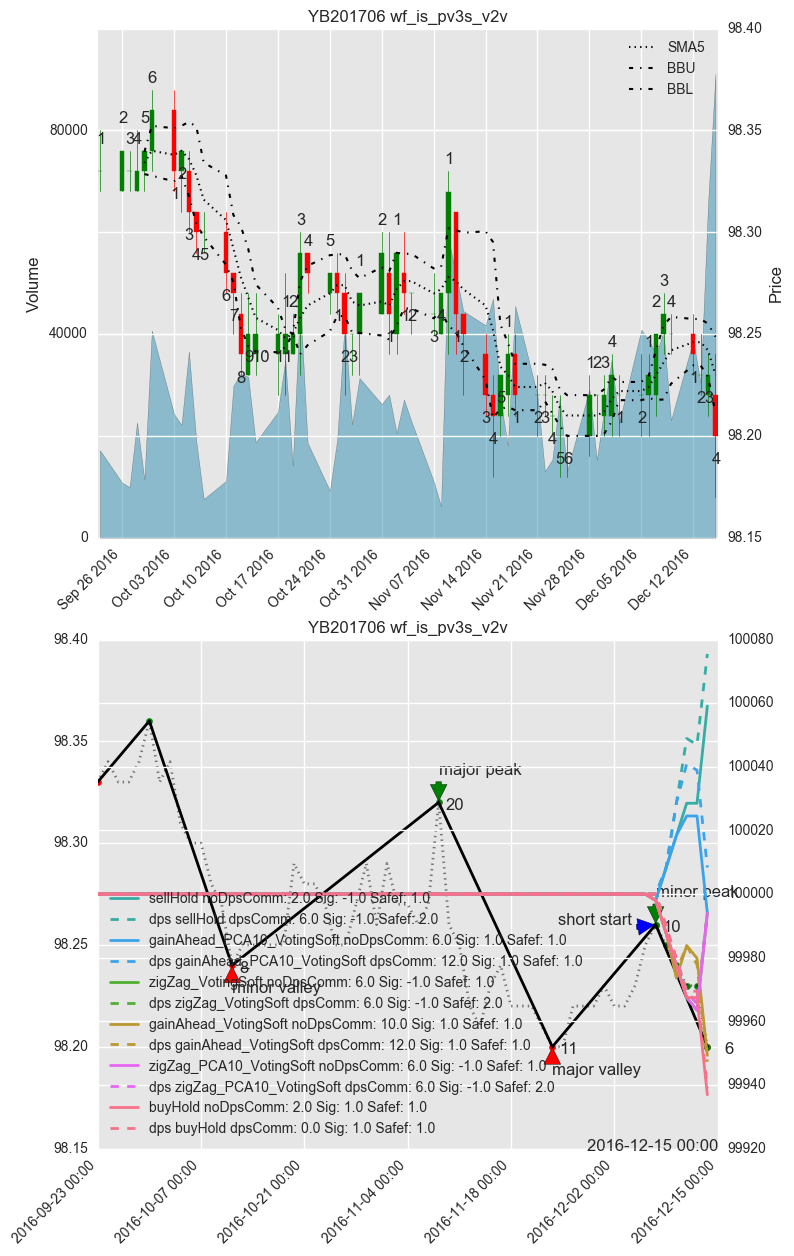 YB201706 wf_is_pv3s_v2v
98.40
98.35
98.30
98.25
98.20
98.15
80000
40000
0
Volume
Price
SMA5
BBU
BBL
Sep 26 2016
Oct 03 2016
Oct 10 2016
Oct 17 2016
Oct 24 2016
Oct 31 2016
Nov 07 2016
Nov 14 2016
Nov 21 2016
Nov 28 2016
Dec 05 2016
Dec 12 2016
YB201706 wf_is_pv3s_v2v
98.40
98.35
98.30
98.25
98.20
98.15
100080
100060
100040
100020
100000
99980
99960
99940
99920
major peak
20
minor peak
short start
10
8
minor valley
11
major valley
6
sellHold noDpsComm: 2.0 Sig: -1.0 Safef: 1.0
dps sellHold dpsComm: 6.0 Sig: -1.0 Safef: 2.0
gainAhead_PCA10_VotingSoft noDpsComm: 6.0 Sig: 1.0 Safef: 1.0
dps gainAhead_PCA10_VotingSoft dpsComm: 12.0 Sig: 1.0 Safef: 1.0
zigZag_VotingSoft noDpsComm: 6.0 Sig: -1.0 Safef: 1.0
dps zigZag_VotingSoft dpsComm: 6.0 Sig: -1.0 Safef: 2.0
gainAhead_VotingSoft noDpsComm: 10.0 Sig: 1.0 Safef: 1.0
dps gainAhead_VotingSoft dpsComm: 12.0 Sig: 1.0 Safef: 1.0
zigZag_PCA10_VotingSoft noDpsComm: 6.0 Sig: -1.0 Safef: 1.0
dps zigZag_PCA10_VotingSoft dpsComm: 6.0 Sig: -1.0 Safef: 2.0
buyHold noDpsComm: 2.0 Sig: 1.0 Safef: 1.0
dps buyHold dpsComm: 0.0 Sig: 1.0 Safef: 1.0
2016-12-15 00:00
2016-09-23 00:00
2016-10-07 00:00
2016-10-21 00:00
2016-11-04 00:00
2016-11-18 00:00
2016-12-02 00:00
2016-12-15 00:00